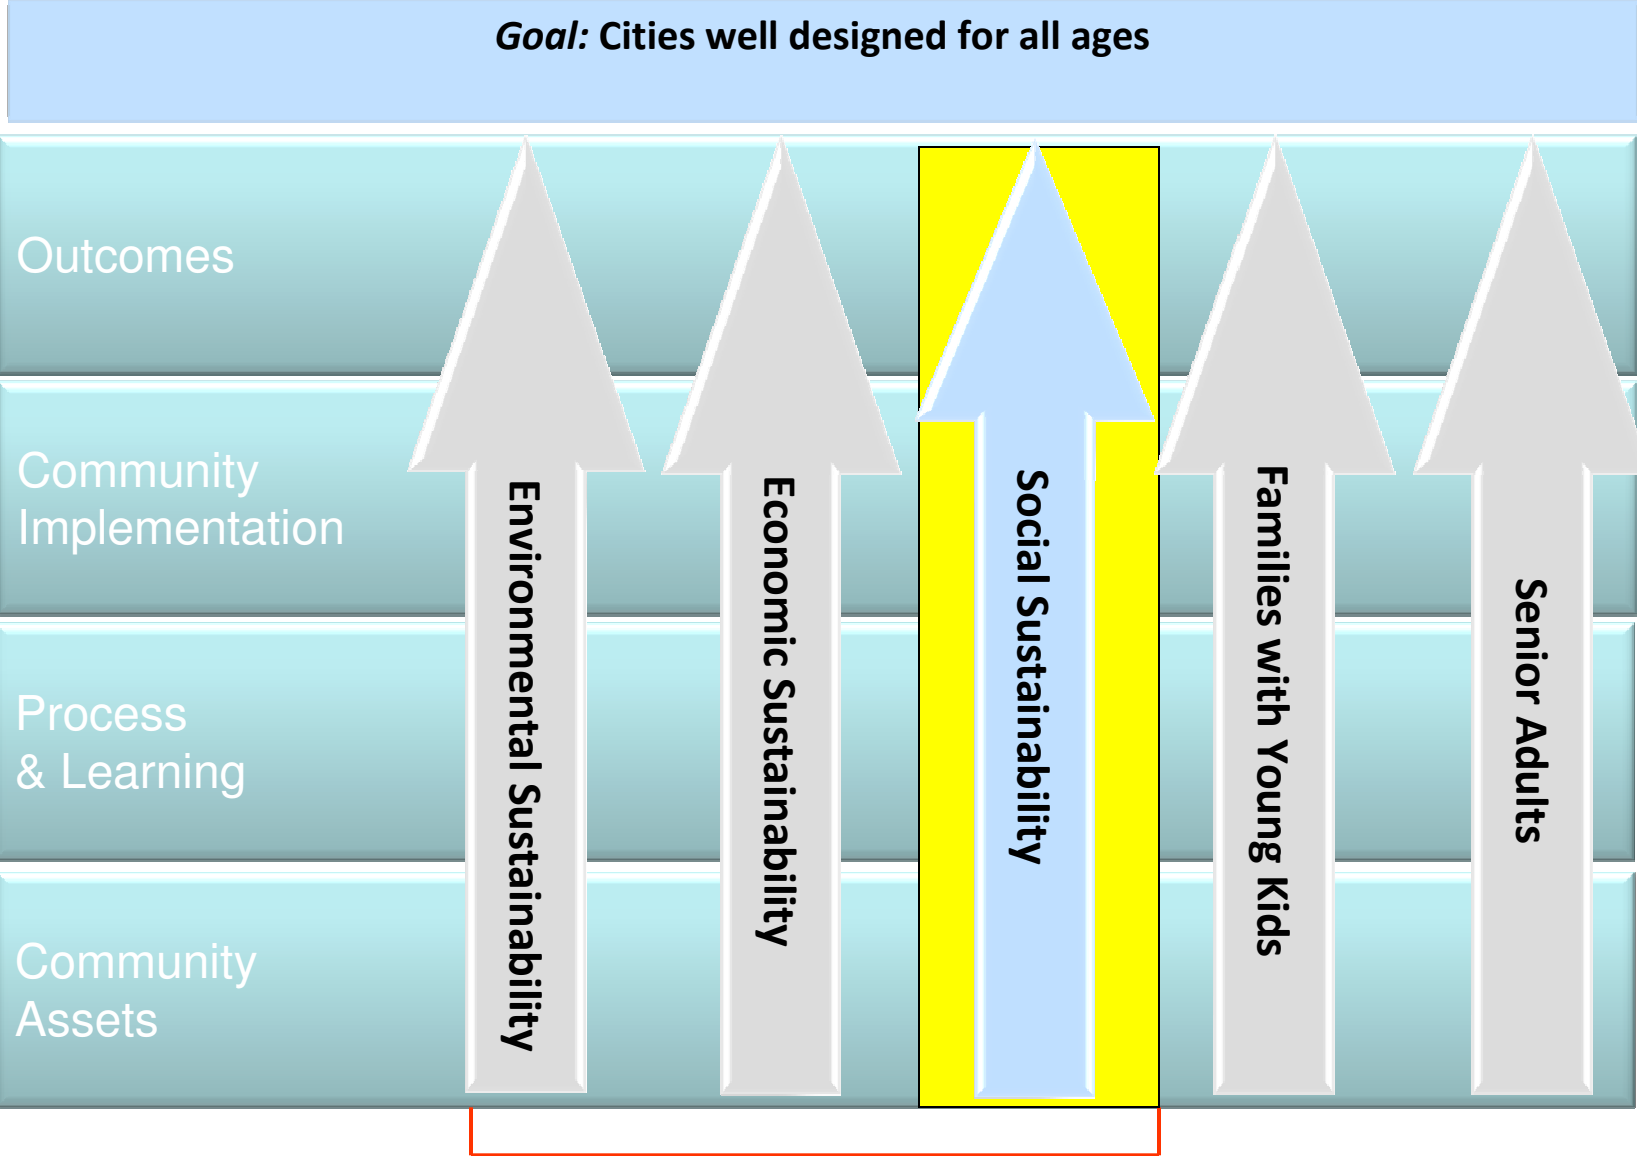 Goal: Cities well designed for all ages
Outcomes
Community
Implementation
Process
& Learning
Community
Assets
Environmental Sustainability
Economic Sustainability
Social Sustainability
Families with Young Kids
Senior Adults